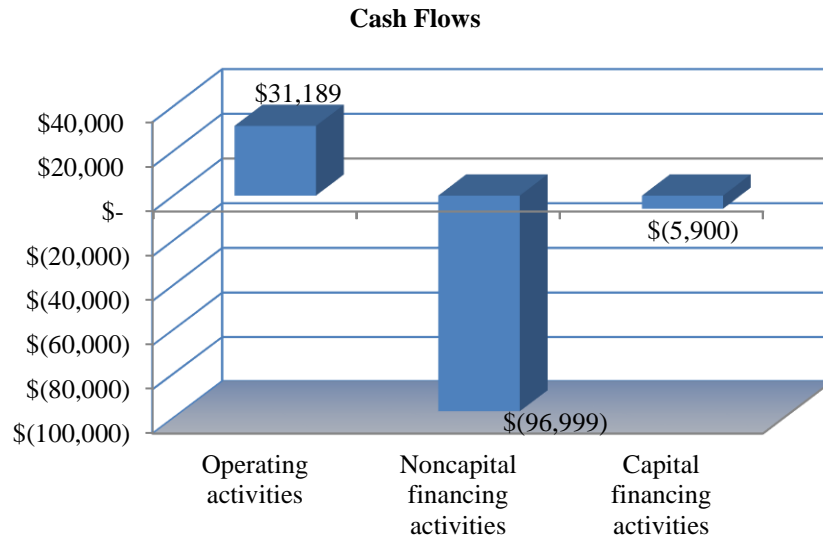 Cash Flows
$40,000
$20,000
$-
$(20,000)
$(40,000)
$(60,000)
$(80,000)
$(100,000)
$31,189
$(96,999)
$(5,900)
Operating
activities
Noncapital
financing
activities
Capital
financing
activities